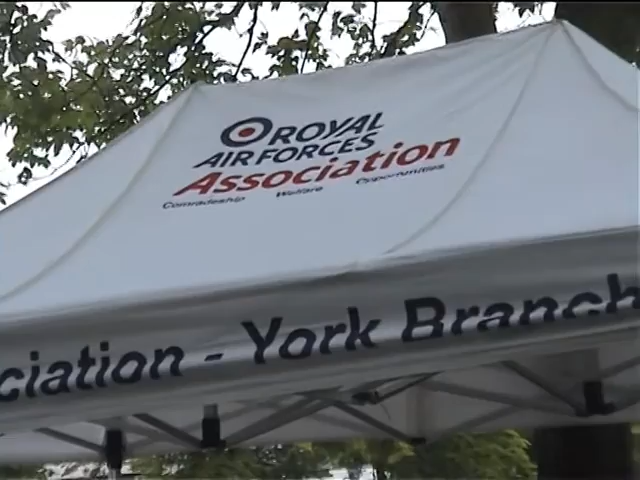 ROYAL
AIR FORCES
Association
Comradeship Welfare Opportunities
ciation - York Branch